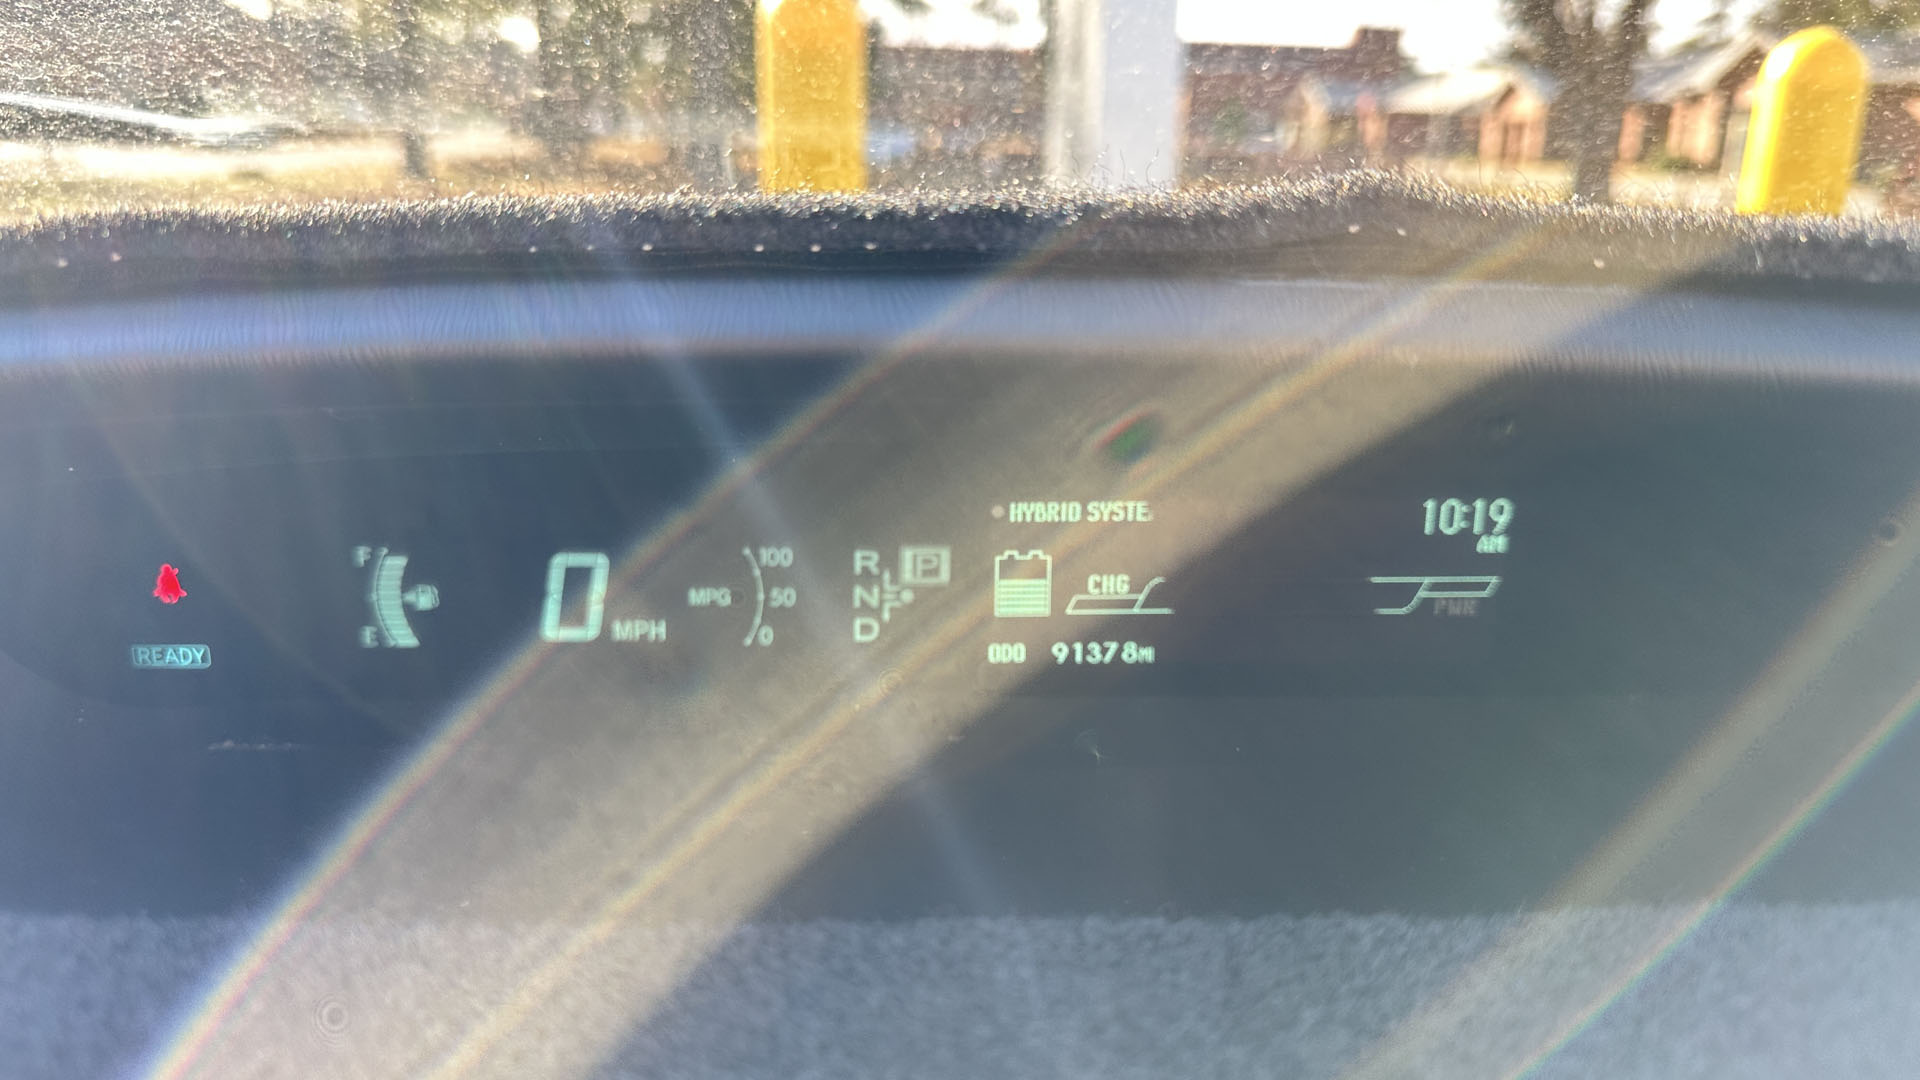 HYBRID SYSTE
10:19
AM
F
E
READY
0 MPH
MPG
100
50
0
R
N
D
P
CHG
PWR
ODO 91378MI